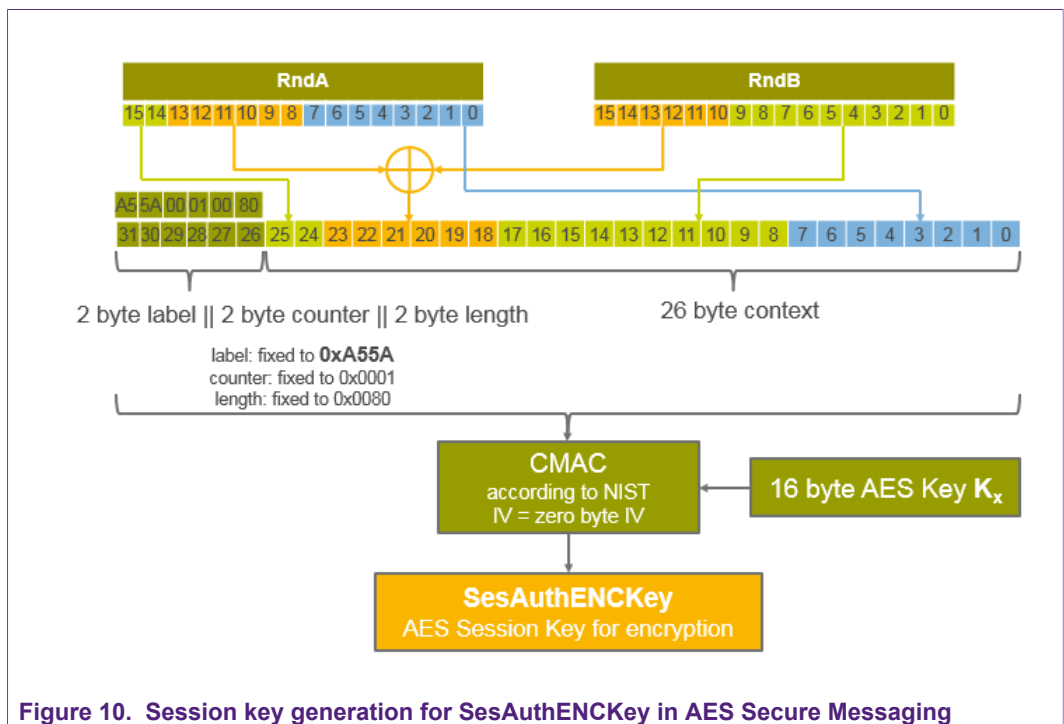 RndA RndB
15 14 13 12 11 10 9 8 7 6 5 4 3 2 1 0 15 14 13 12 11 10 9 8 7 6 5 4 3 2 1 0
A5 5A 00 01 00 80
31 30 29 28 27 26 25 24 23 22 21 20 19 18 17 16 15 14 13 12 11 10 9 8 7 6 5 4 3 2 1 0
2 byte label || 2 byte counter || 2 byte length 26 byte context
label: fixed to 0xA55A
counter: fixed to 0x0001
length: fixed to 0x0080
CMAC
according to NIST
IV = zero byte IV
16 byte AES Key Kx
SesAuthENCKey
AES Session Key for encryption
Figure 10. Session key generation for SesAuthENCKey in AES Secure Messaging